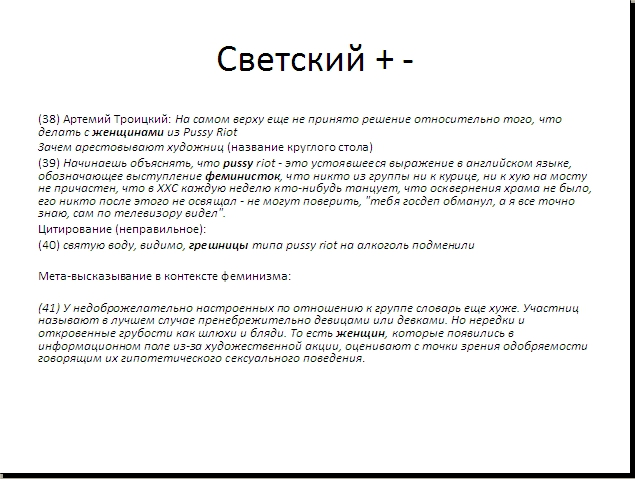 Светский + -
(38) Артемий Троицкий: На самом верху еще не принято решение относительно того, что
делать с женщинами из Pussy Riot
Зачем арестовывают художниц (название круглого стола)
(39) Начинаешь объяснять, что pussy riot - это устоявшееся выражение в английском языке,
обозначающее выступление феминисток, что никто из группы ни к курице, ни к хую на мосту
не причастен, что в ХХС каждую неделю кто-нибудь танцует, что осквернения храма не было,
его никто после этого не освящал - не могут поверить, "тебя госдеп обманул, а я все точно
знаю, сам по телевизору видел".
Цитирование (неправильное):
(40) святую воду, видимо, грешницы типа pussy riot на алкоголь подменили
Мета-высказывание в контексте феминизма:
(41) У недоброжелательно настроенных по отношению к группе словарь еще хуже. Участниц
называют в лучшем случае пренебрежительно девицами или девками. Но нередки и
откровенные грубости как шлюхи и бляди. То есть женщин, которые появились в
информационном поле из-за художественной акции, оценивают с точки зрения одобряемости
говорящим их гипотетического сексуального поведения.